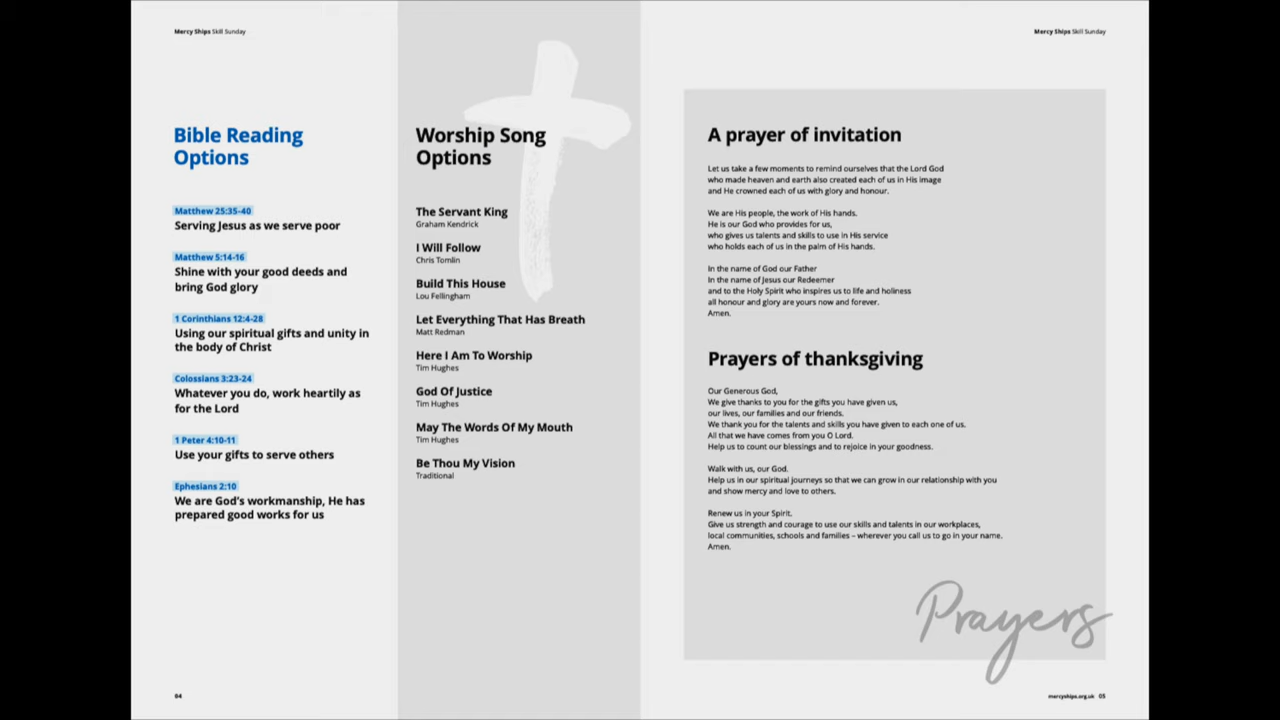 Mercy Ships Skill Sunday
Bible Reading
Options
Matthew 25:35-40
Serving Jesus as we serve poor
Matthew 5:14-16
Shine with your good deeds and
bring God glory
1 Corinthians 12:4-28
Using our spiritual gifts and unity in
the body of Christ
Colossians 3:23-24
Whatever you do, work heartily as
for the Lord
1 Peter 4:10-11
Use your gifts to serve others
Ephesians 2:10
We are God's workmanship, He has
prepared good works for us
04
Worship Song
Options
The Servant King
Graham Kendrick
I Will Follow
Chris Tomlin
Build This House
Lou Fellingham
Let Everything That Has Breath
Matt Redman
Here I Am To Worship
Tim Hughes
God Of Justice
Tim Hughes
May The Words Of My Mouth
Tim Hughes
Be Thou My Vision
Traditional
Mercy Ships Skill Sunday
A prayer of invitation
Let us take a few moments to remind ourselves that the Lord God
who made heaven and earth also created each of us in His image
and He crowned each of us with glory and honour.
We are His people, the work of His hands.
He is our God who provides for us,
who gives us talents and skills to use in His service
who holds each of us in the palm of His hands.
In the name of God our Father
In the name of Jesus our Redeemer
and to the Holy Spirit who inspires us to life and holiness
all honour and glory are yours now and forever.
Amen.
Prayers of thanksgiving
Our Generous God,
We give thanks to you for the gifts you have given us,
our lives, our families and our friends.
We thank you for the talents and skills you have given to each one of us.
All that we have comes from you O Lord.
Help us to count our blessings and to rejoice in your goodness.
Walk with us, our God.
Help us in our spiritual journeys so that we can grow in our relationship with you
and show mercy and love to others.
Renew us in your Spirit.
Give us strength and courage to use our skills and talents in our workplaces,
local communities, schools and families – wherever you call us to go in your name.
Amen.
Prayers
mercyships.org.uk 05